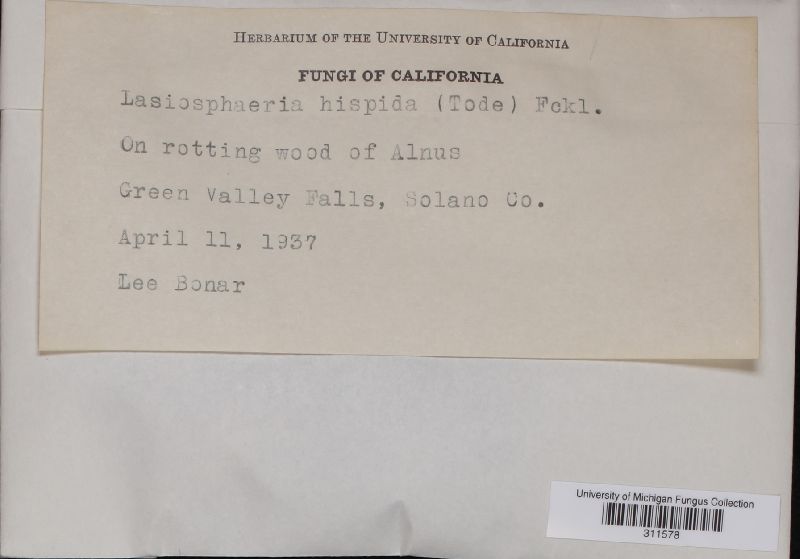 HERBARIUM OF THE UNIVERSITY OF CALIFORNIA
FUNGI OF CALIFORNIA
Lasiosphaeria hispida (Tode) Fckl.
On rotting wood of Alnus
Green Valley Falls, Solano Co.
April 11, 1937
Lee Bonar
University of Michigan Fungus Collection
311578